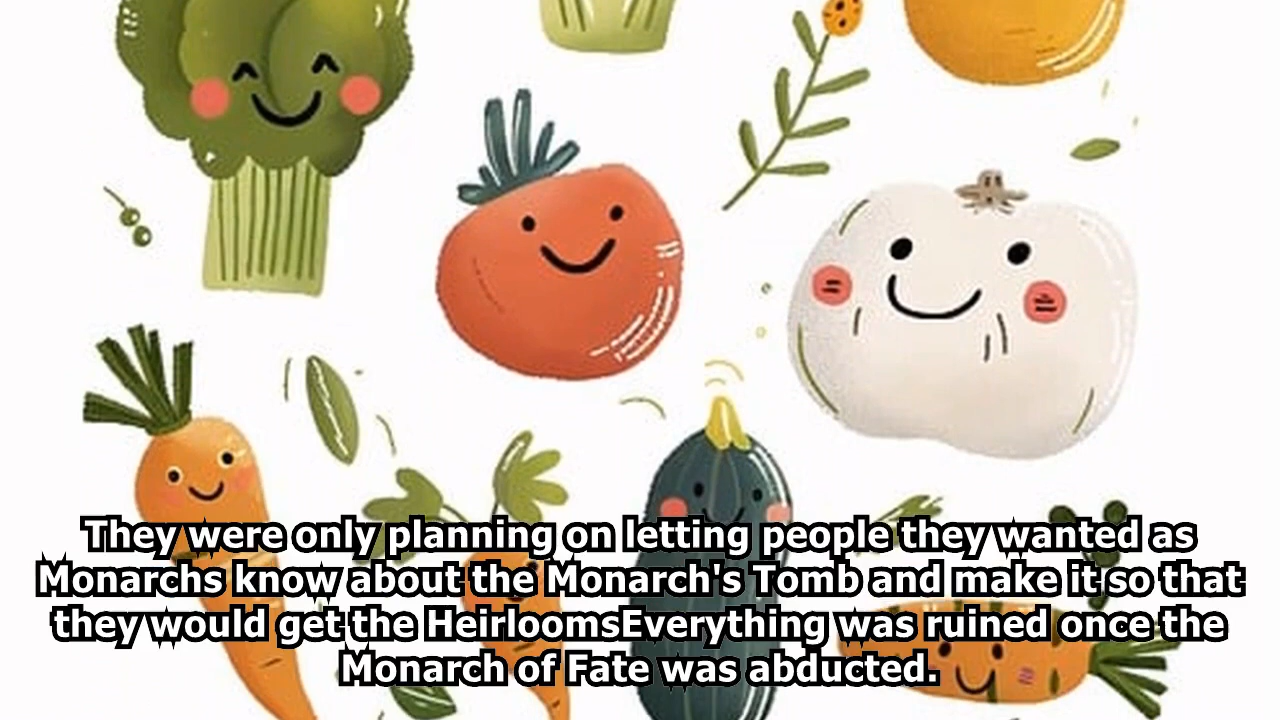 They were only planning on letting people they wanted as
Monarchs know about the Monarch's Tomb and make it so that
they would get the HeirloomsEverything was ruined once the
Monarch of Fate was abducted.